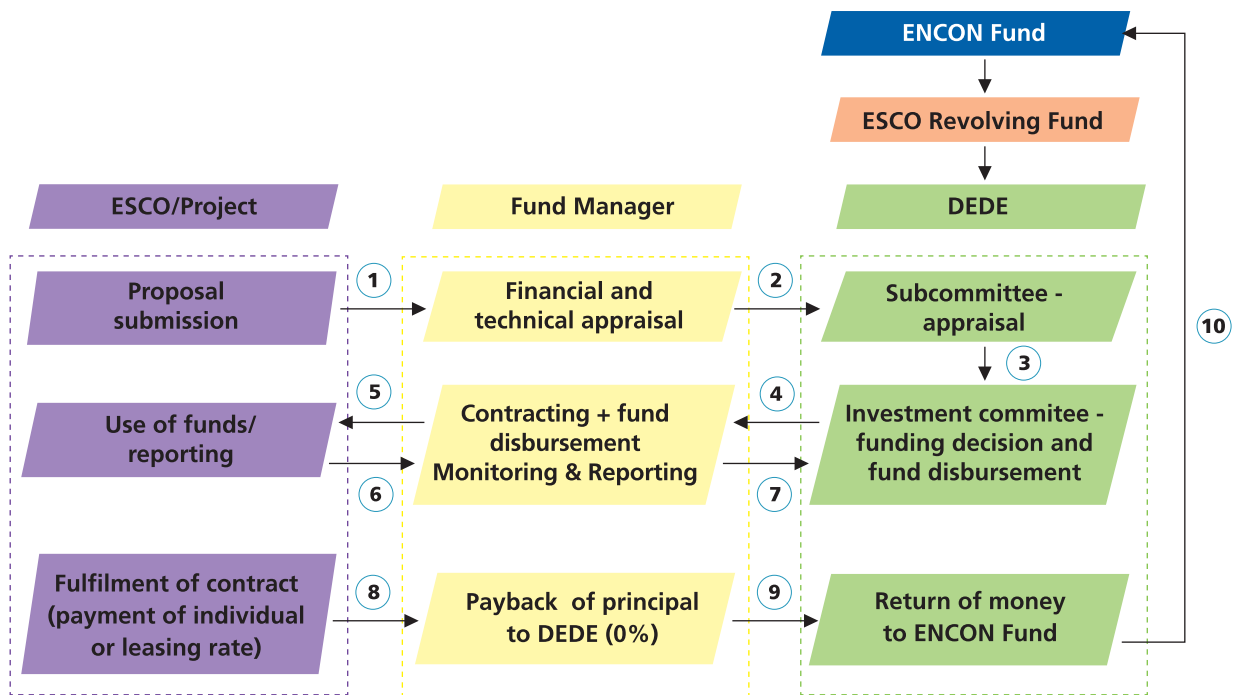 ENCON Fund
ESCO Revolving Fund
ESCO/Project
Fund Manager
DEDE
Proposal
submission
1
Financial and
technical appraisal
2
Subcommittee -
appraisal
3
10
Use of funds/
reporting
5
6
Contracting + fund
disbursement
Monitoring & Reporting
4
7
Investment commitee -
funding decision and
fund disbursement
Fulfilment of contract
(payment of individual
or leasing rate)
8
Payback of principal
to DEDE (0%)
9
Return of money
to ENCON Fund